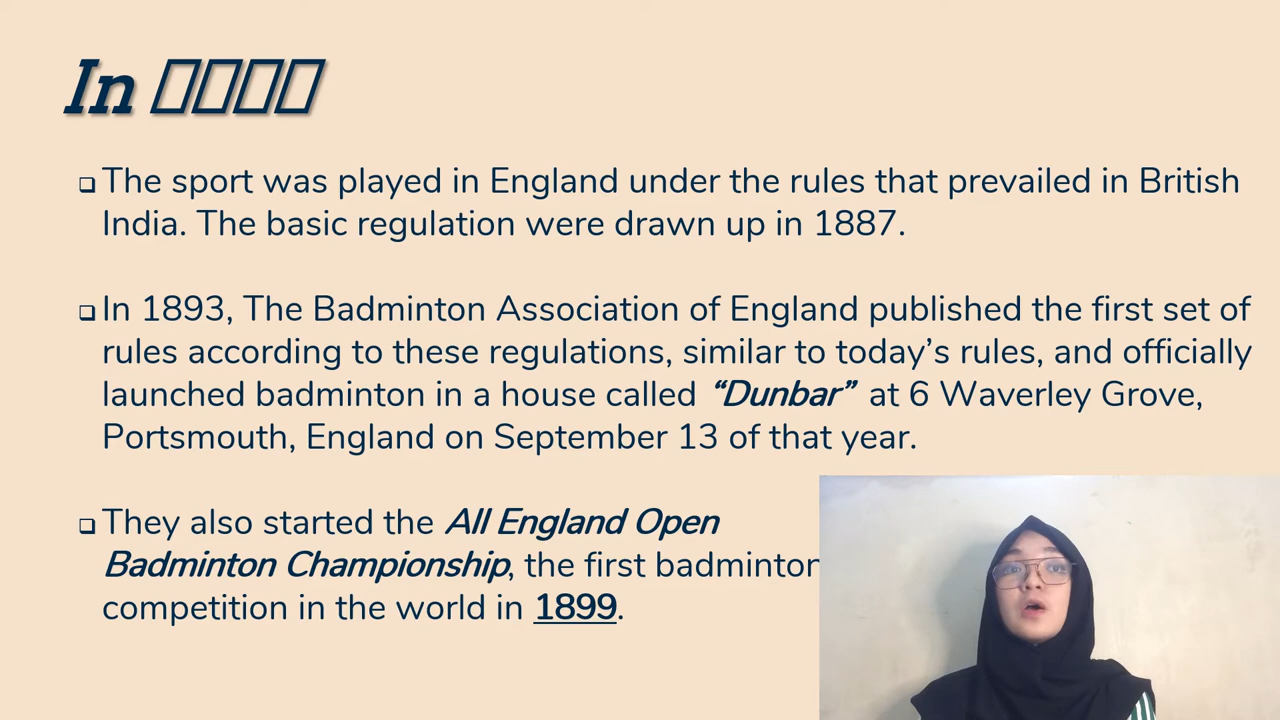 In
The sport was played in England under the rules that prevailed in British
India. The basic regulation were drawn up in 1887.
In 1893, The Badminton Association of England published the first set of
rules according to these regulations, similar to today’s rules, and officially
launched badminton in a house called “Dunbar” at 6 Waverley Grove,
Portsmouth, England on September 13 of that year.
They also started the All England Open
Badminton Championship, the first badminton
competition in the world in 1899.